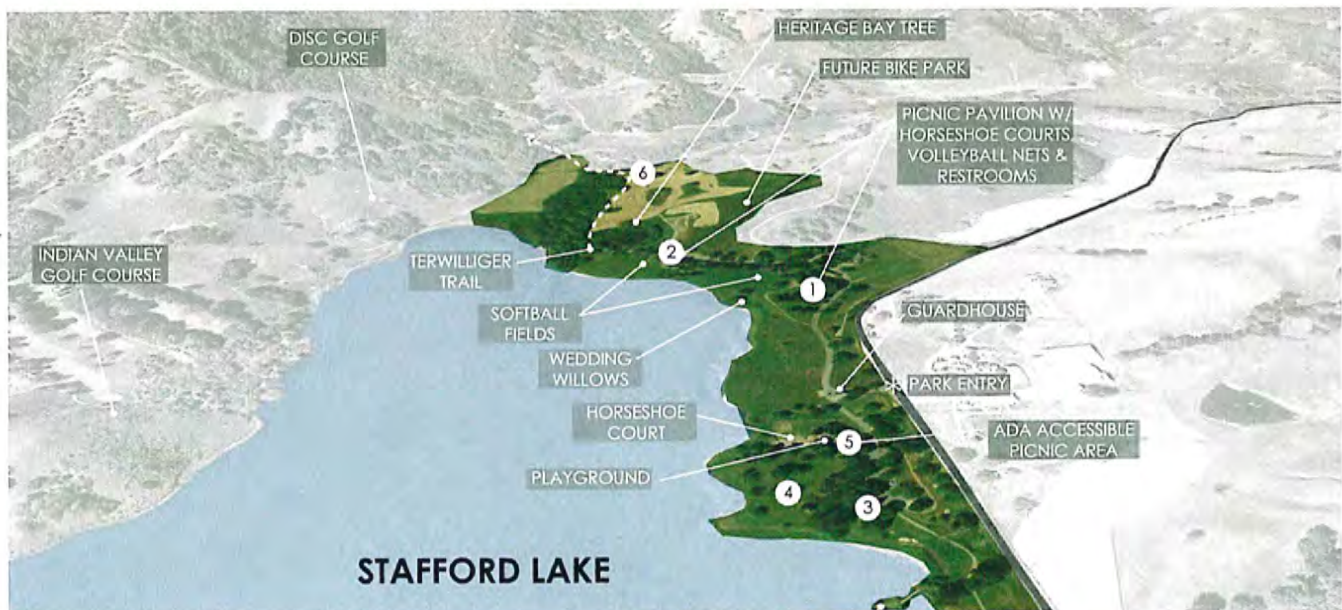 HERITAGE BAY TREE
DISC GOLF
COURSE
FUTURE BIKE PARK
PICNIC PAVILION W/
HORSESHOE COURTS
VOLLEYBALL NETS &
RESTROOMS
6
INDIAN VALLEY
GOLF COURSE
TERWILLIGER
TRAIL
2
1
SOFTBALL
FIELDS
GUARDHOUSE
WEDDING
WILLOWS
PARK ENTRY
HORSESHOE
COURT
5
ADA ACCESSIBLE
PICNIC AREA
PLAYGROUND
4
3
STAFFORD LAKE